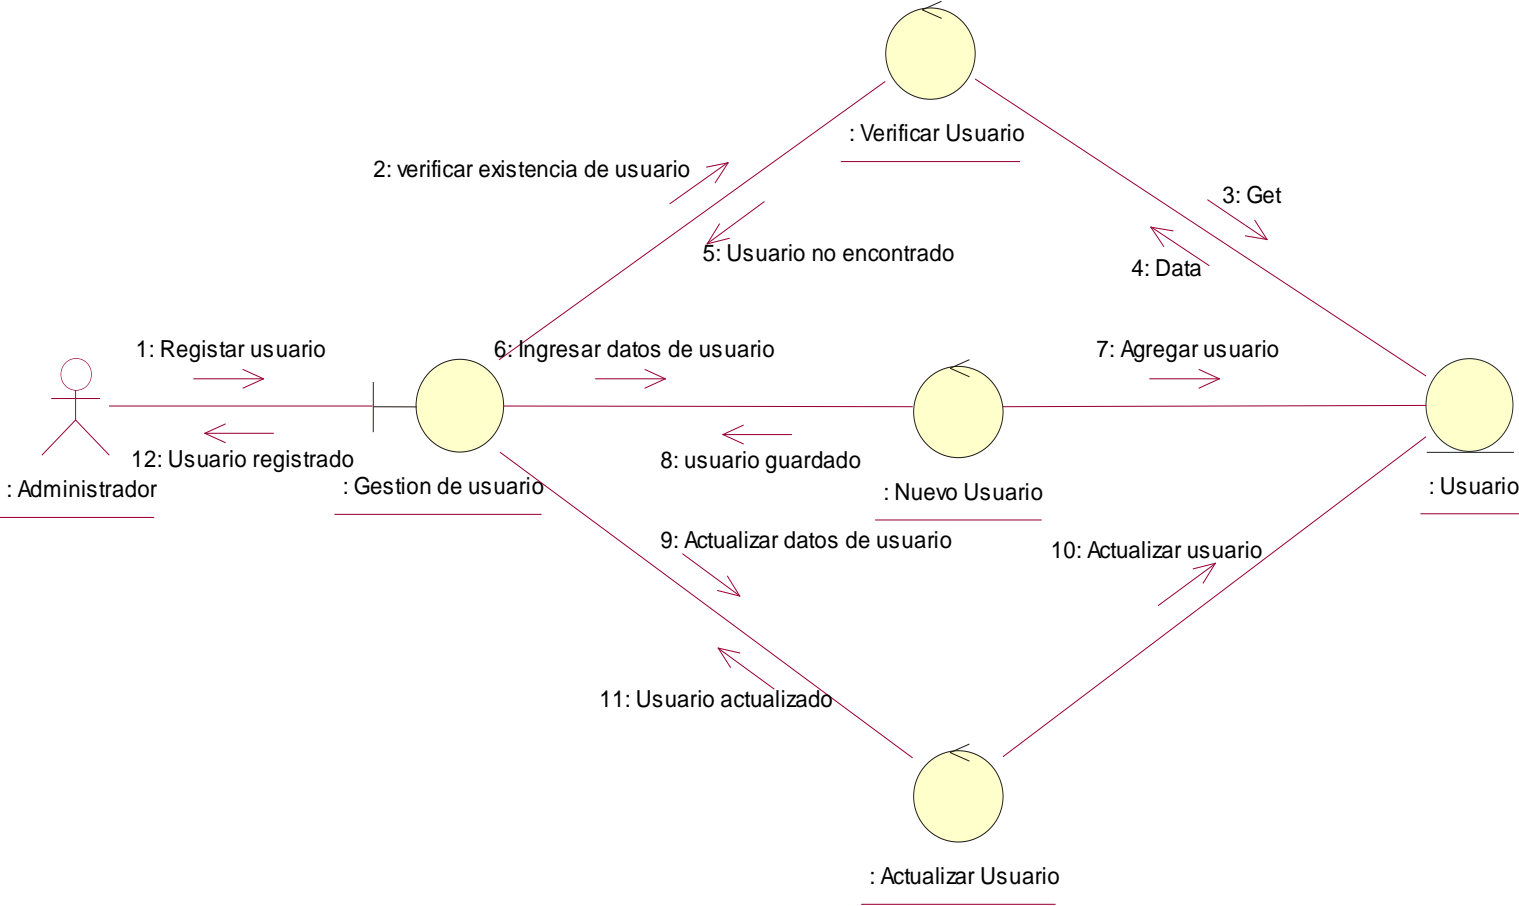 : Verificar Usuario
2: verificar existencia de usuario
3: Get
5: Usuario no encontrado
4: Data
1: Registar usuario
6: Ingresar datos de usuario
7: Agregar usuario
12: Usuario registrado
8: usuario guardado
: Administrador
: Gestion de usuario
: Nuevo Usuario
: Usuario
9: Actualizar datos de usuario
10: Actualizar usuario
11: Usuario actualizado
: Actualizar Usuario